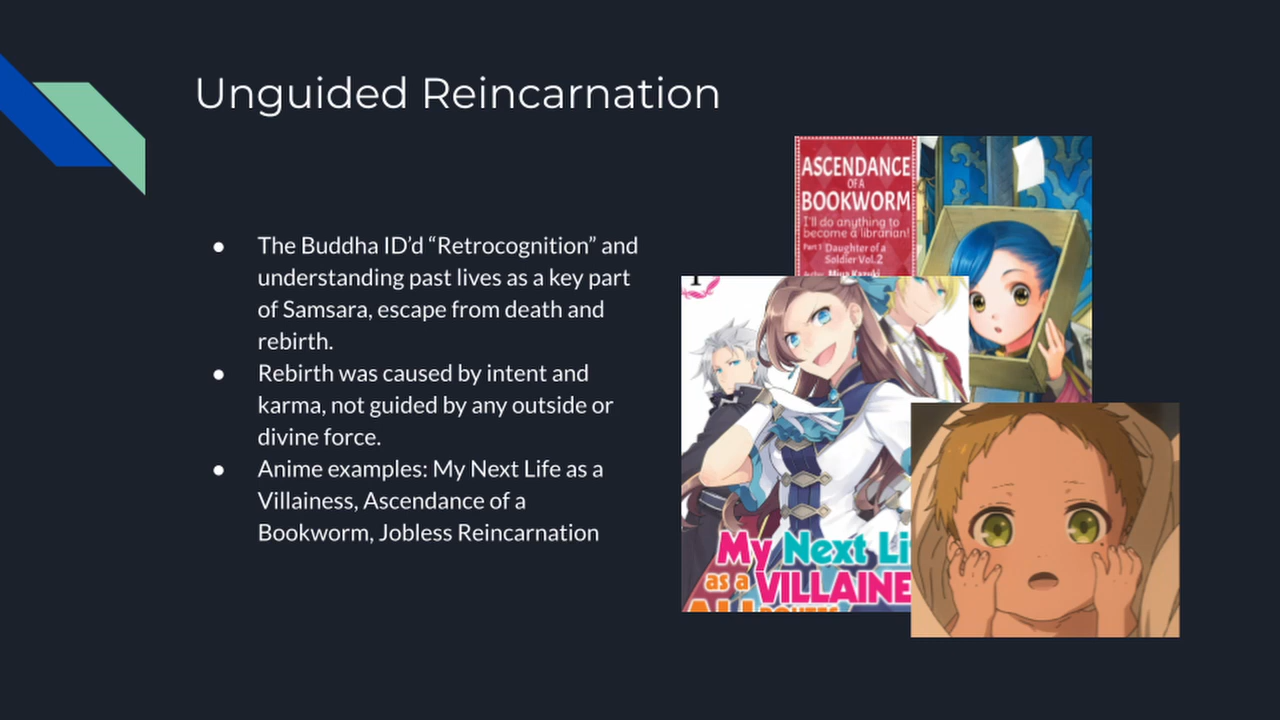 Unguided Reincarnation
● The Buddha ID’d “Retrocognition” and
understanding past lives as a key part
of Samsara, escape from death and
rebirth.
● Rebirth was caused by intent and
karma, not guided by any outside or
divine force.
● Anime examples: My Next Life as a
Villainess, Ascendance of a
Bookworm, Jobless Reincarnation
ASCENDANCE
OF A
BOOKWORM
I'll do anything to
become a librarian!
Part 1 Daughter of a
Soldier Vol.2
Author: Miya Kazuki
My Next Li
as a VILLAINE